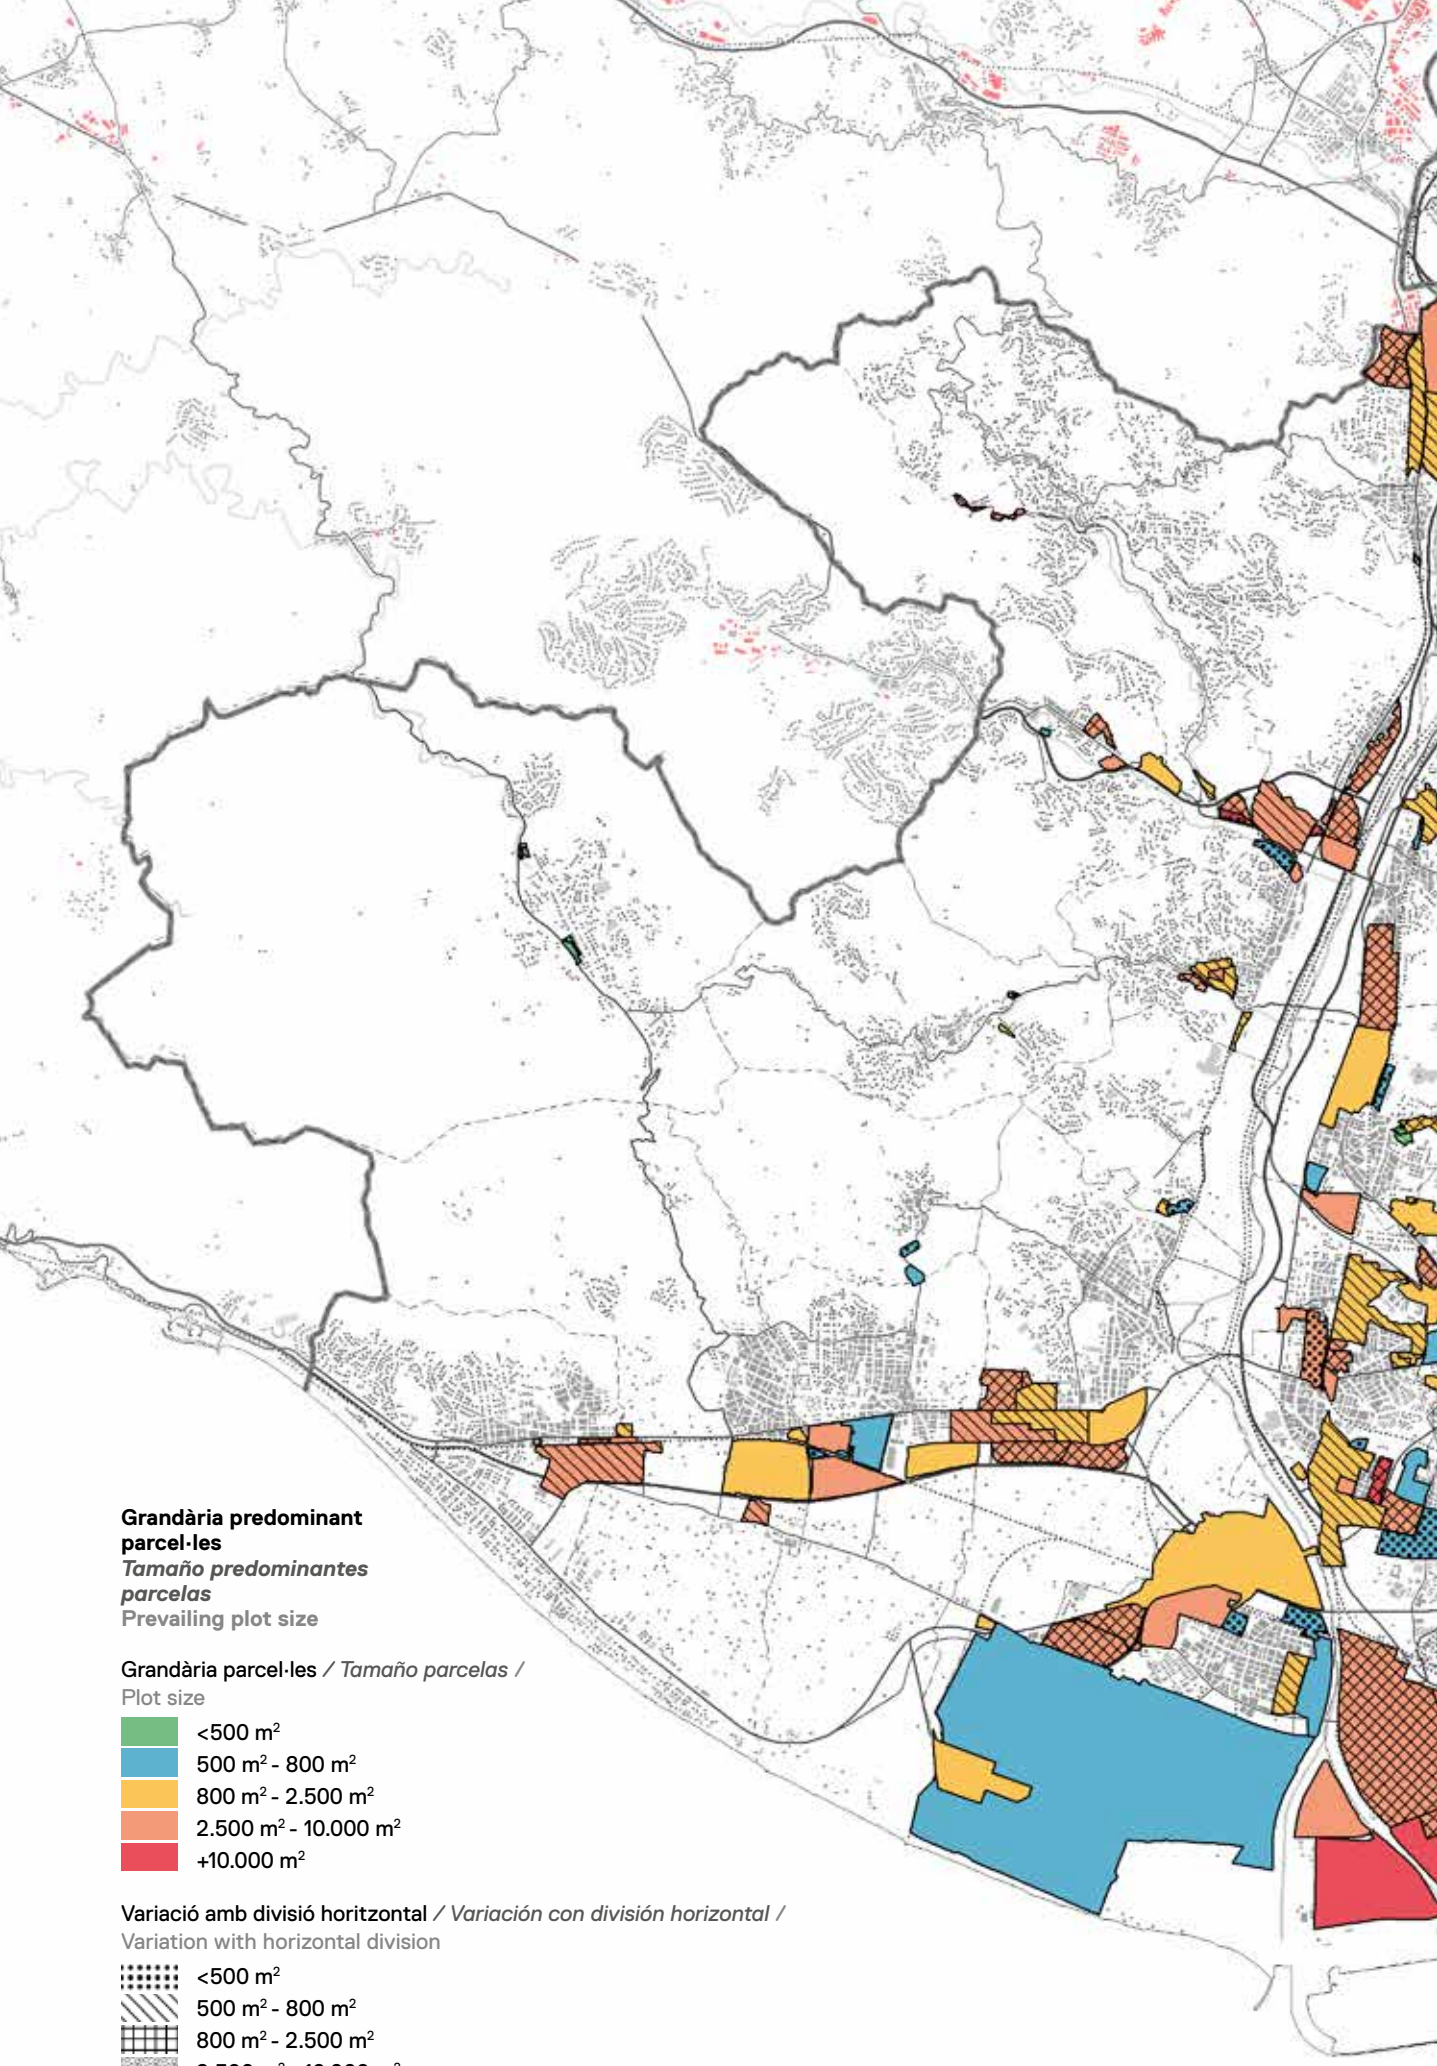 Grandària predominant
parcel·les
Tamaño predominantes
parcelas
Prevailing plot size
Grandària parcel·les / Tamaño parcelas /
Plot size
<500 m²
500 m² - 800 m²
800 m² - 2.500 m²
2.500 m² - 10.000 m²
+10.000 m²
Variació amb divisió horitzontal / Variación con división horizontal /
Variation with horizontal division
<500 m²
500 m² - 800 m²
800 m² - 2.500 m²